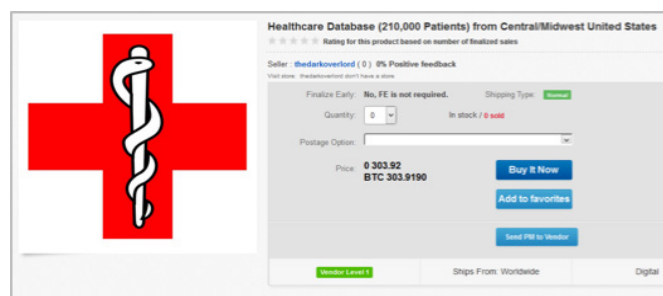 Healthcare Database (210,000 Patients) from Central/Midwest United States
Rating for this product based on number of finalized sales
Seller : thedarkoverlord ( 0 ) 0% Positive feedback
Visit store: thedarkoverlord don't have a store.
Finalize Early: No, FE is not required. Shipping Type: Normal
Quantity: 0 In stock / 0 sold
Postage Option:
Price: 0 303.92
BTC 303.9190
Buy It Now
Add to favorites
Send PM to Vendor
Vendor Level 1 Ships From: Worldwide Digital